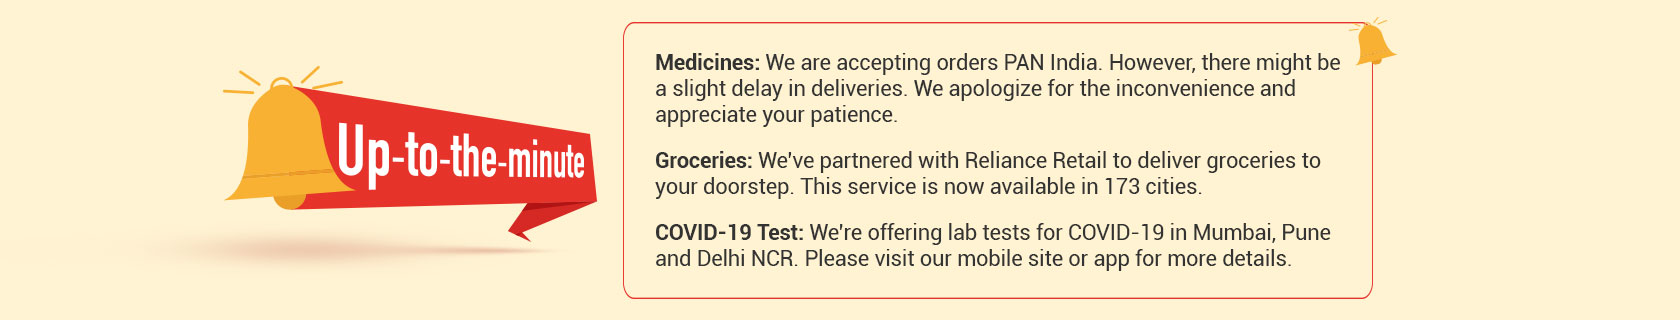 Up-to-the-minute
Medicines: We are accepting orders PAN India. However, there might be
a slight delay in deliveries. We apologize for the inconvenience and
appreciate your patience.
Groceries: We've partnered with Reliance Retail to deliver groceries to
your doorstep. This service is now available in 173 cities.
COVID-19 Test: We're offering lab tests for COVID-19 in Mumbai, Pune
and Delhi NCR. Please visit our mobile site or app for more details.